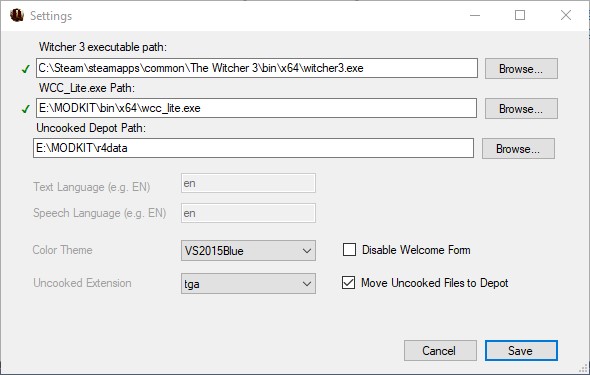 Settings
Witcher 3 executable path:
C:\Steam\steamapps\common\The Witcher 3\bin\x64\witcher3.exe
Browse...
WCC_Lite.exe Path:
E:\MODKIT\bin\x64\wcc_lite.exe
Browse...
Uncooked Depot Path:
E:\MODKIT\r4data
Browse...
Text Language (e.g. EN)
en
Speech Language (e.g. EN)
en
Color Theme
VS2015Blue
Disable Welcome Form
Uncooked Extension
tga
Move Uncooked Files to Depot
Cancel
Save